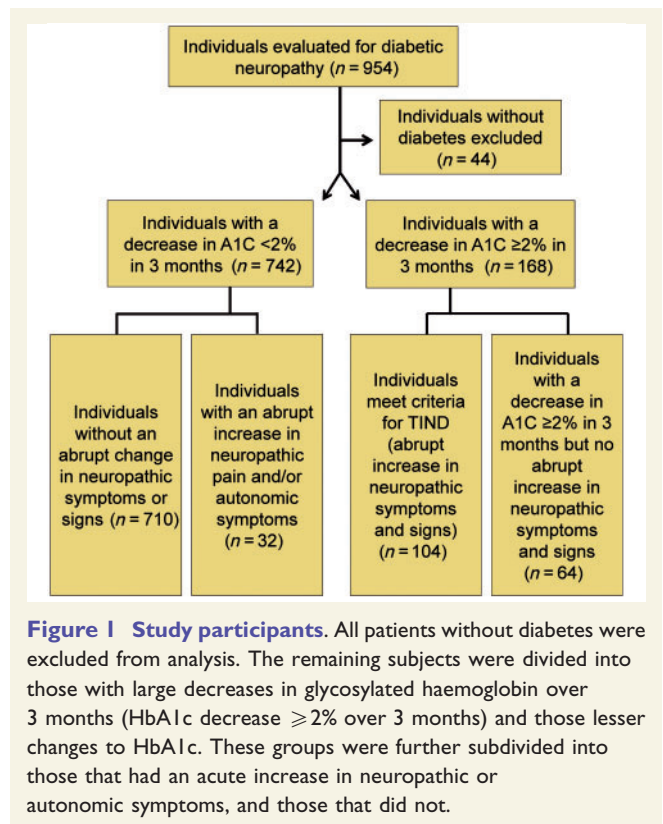 Individuals evaluated for diabetic
neuropathy (n = 954)
Individuals without
diabetes excluded
(n = 44)
Individuals with a
decrease in A1C <2%
in 3 months (n = 742)
Individuals with a
decrease in A1C ≥2% in
3 months (n = 168)
Individuals
without an
abrupt change
in neuropathic
symptoms or
signs (n = 710)
Individuals
with an abrupt
increase in
neuropathic
pain and/or
autonomic
symptoms
(n = 32)
Individuals
meet criteria
for TIND
(abrupt
increase in
neuropathic
symptoms
and signs)
(n = 104)
Individuals
with a
decrease in
A1C ≥2% in 3
months but no
abrupt
increase in
neuropathic
symptoms
and signs
(n = 64)
Figure 1 Study participants. All patients without diabetes were
excluded from analysis. The remaining subjects were divided into
those with large decreases in glycosylated haemoglobin over
3 months (HbA1c decrease ⩾2% over 3 months) and those lesser
changes to HbA1c. These groups were further subdivided into
those that had an acute increase in neuropathic or
autonomic symptoms, and those that did not.